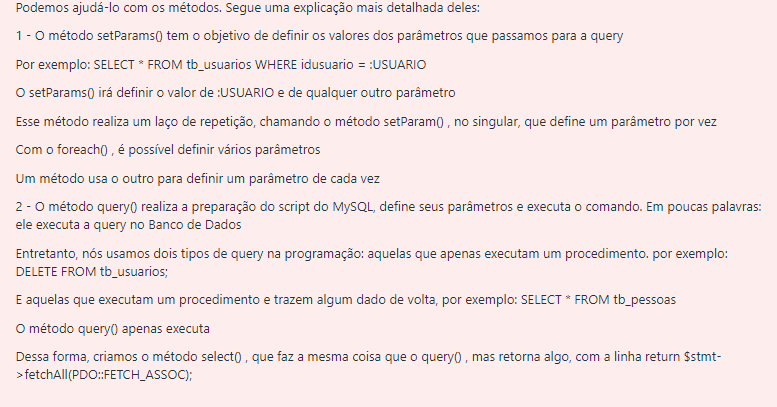 Podemos ajudá-lo com os métodos. Segue uma explicação mais detalhada deles:
1 - O método setParams() tem o objetivo de definir os valores dos parâmetros que passamos para a query
Por exemplo: SELECT * FROM tb_usuarios WHERE idusuario = :USUARIO
O setParams() irá definir o valor de :USUARIO e de qualquer outro parâmetro
Esse método realiza um laço de repetição, chamando o método setParam() , no singular, que define um parâmetro por vez
Com o foreach() , é possível definir vários parâmetros
Um método usa o outro para definir um parâmetro de cada vez
2 - O método query() realiza a preparação do script do MySQL, define seus parâmetros e executa o comando. Em poucas palavras:
ele executa a query no Banco de Dados
Entretanto, nós usamos dois tipos de query na programação: aquelas que apenas executam um procedimento. por exemplo:
DELETE FROM tb_usuarios;
E aquelas que executam um procedimento e trazem algum dado de volta, por exemplo: SELECT * FROM tb_pessoas
O método query() apenas executa
Dessa forma, criamos o método select() , que faz a mesma coisa que o query() , mas retorna algo, com a linha return $stmt-
>fetchAll(PDO::FETCH_ASSOC);